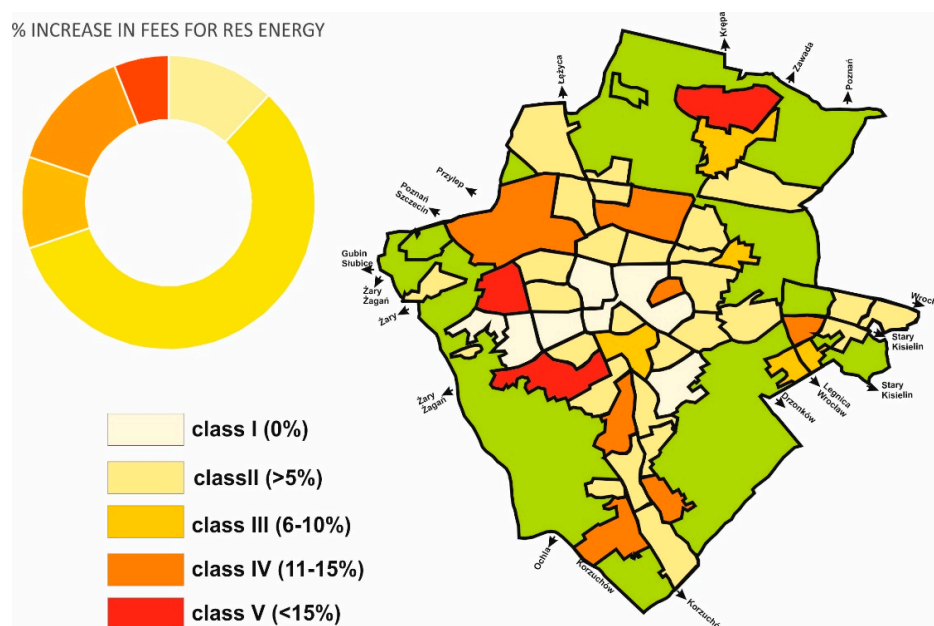 % INCREASE IN FEES FOR RES ENERGY
Krępa
Zawada
Poznań
Łężyca
Przylep
Poznań
Szczecin
Gubin
Słubice
Żary
Żagań
Żary
Żary
Żagań
Wrocł
Stary
Kisielin
Stary
Kisielin
Legnica
Wrocław
Drzonków
Ochla
Korzuchów
Korzuchó
class I (0%)
classII (>5%)
class III (6-10%)
class IV (11-15%)
class V (<15%)